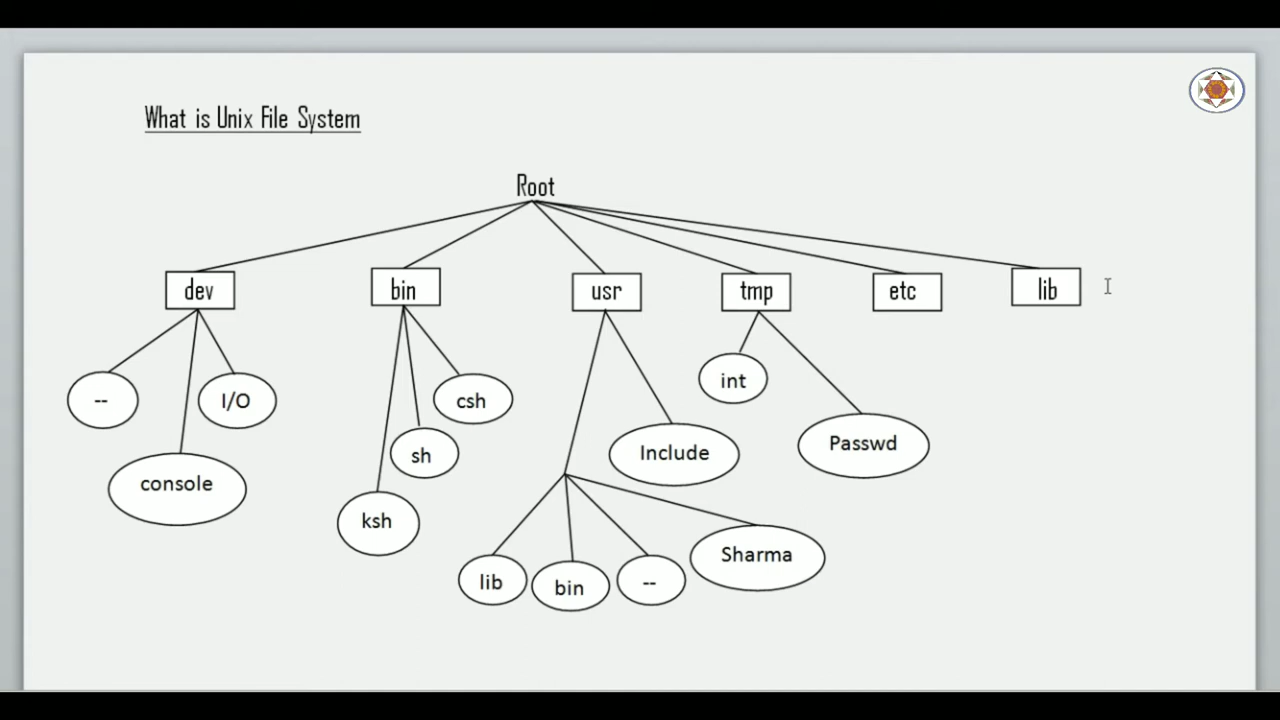 What is Unix File System
Root
dev
bin
usr
tmp
etc
lib
--
console
I/O
ksh
sh
csh
Include
lib
bin
--
Sharma
int
Passwd